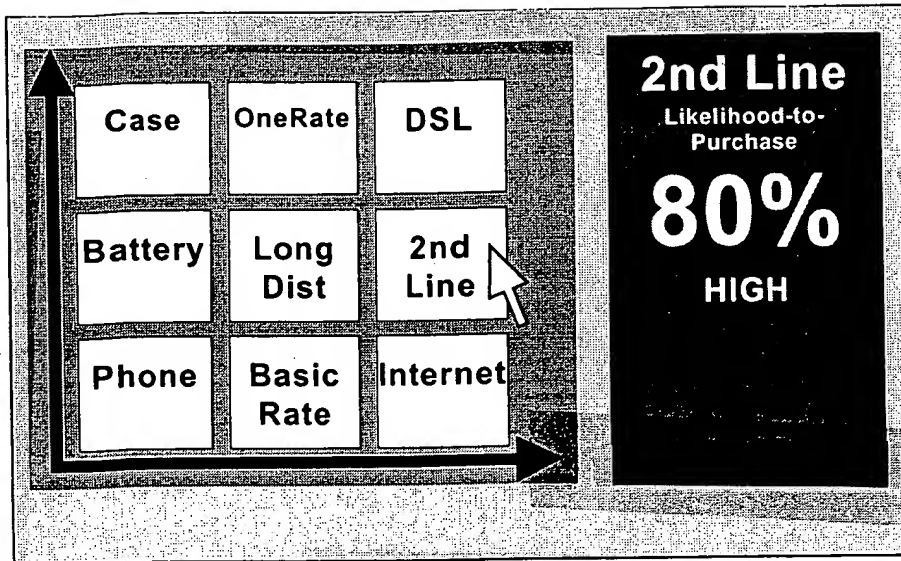 Case
OneRate
DSL
Battery
Long
Dist
2nd
Line
Phone
Basic
Rate
Internet
2nd Line
Likelihood-to-
Purchase
80%
HIGH